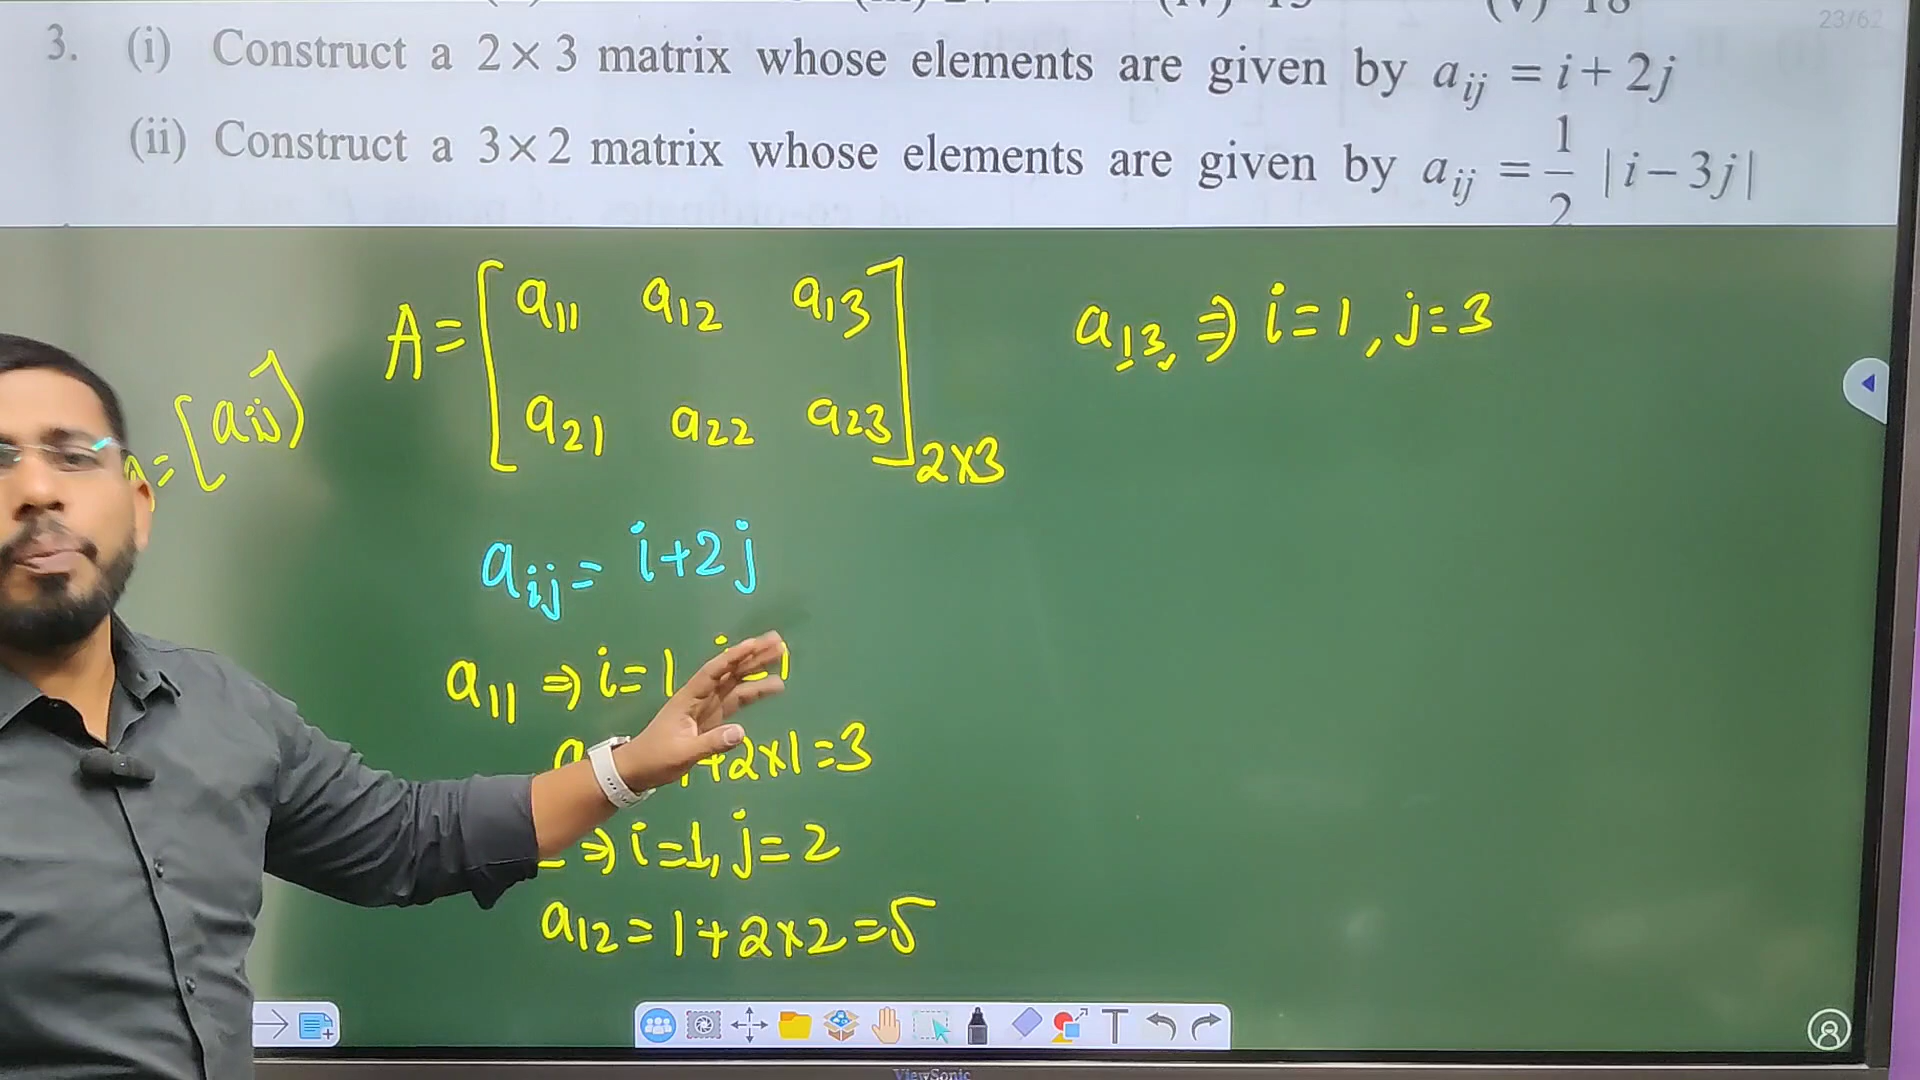 (V) 18
23/62
3. (i) Construct a 2 × 3 matrix whose elements are given by aij = i + 2j
(ii) Construct a 3×2 matrix whose elements are given by aij = 1/2 |i − 3j|
= [aij]
A = [a11 a12 a13
a21 a22 a23]2×3
aij = i+2j
a11 ⇒ i=1 =1
+2×1=3
⇒ i=1, j=2
a12 = 1+2×2=5
a13 ⇒ i=1, j=3
ViewSonic